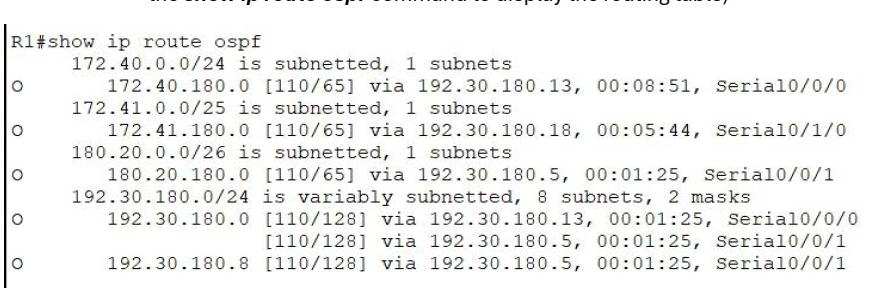 the show ip route ospf command to display the routing table)
R1#show ip route ospf
172.40.0.0/24 is subnetted, 1 subnets
O 172.40.180.0 [110/65] via 192.30.180.13, 00:08:51, Serial0/0/0
172.41.0.0/25 is subnetted, 1 subnets
O 172.41.180.0 [110/65] via 192.30.180.18, 00:05:44, Serial0/1/0
180.20.0.0/26 is subnetted, 1 subnets
O 180.20.180.0 [110/65] via 192.30.180.5, 00:01:25, Serial0/0/1
192.30.180.0/24 is variably subnetted, 8 subnets, 2 masks
O 192.30.180.0 [110/128] via 192.30.180.13, 00:01:25, Serial0/0/0
[110/128] via 192.30.180.5, 00:01:25, Serial0/0/1
O 192.30.180.8 [110/128] via 192.30.180.5, 00:01:25, Serial0/0/1